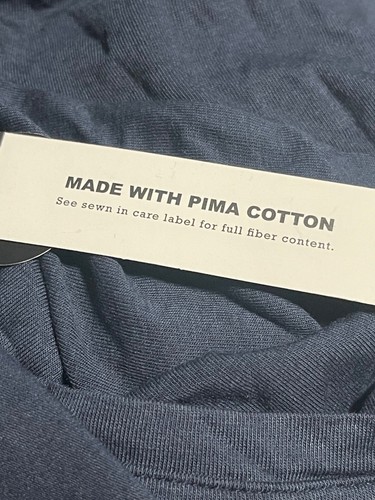 MADE WITH PIMA COTTON
See sewn in care label for full fiber content.